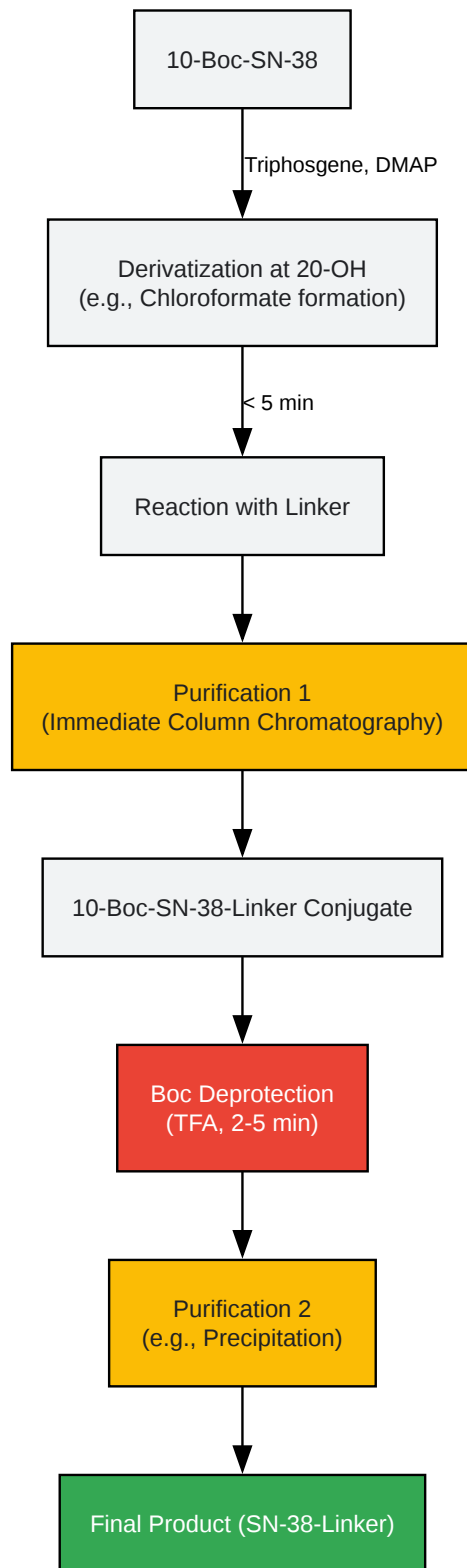 10-Boc-SN-38
Triphosgene, DMAP
Derivatization at 20-OH
(e.g., Chloroformate formation)
< 5 min
Reaction with Linker
Purification 1
(Immediate Column Chromatography)
10-Boc-SN-38-Linker Conjugate
Boc Deprotection
(TFA, 2-5 min)
Purification 2
(e.g., Precipitation)
Final Product (SN-38-Linker)